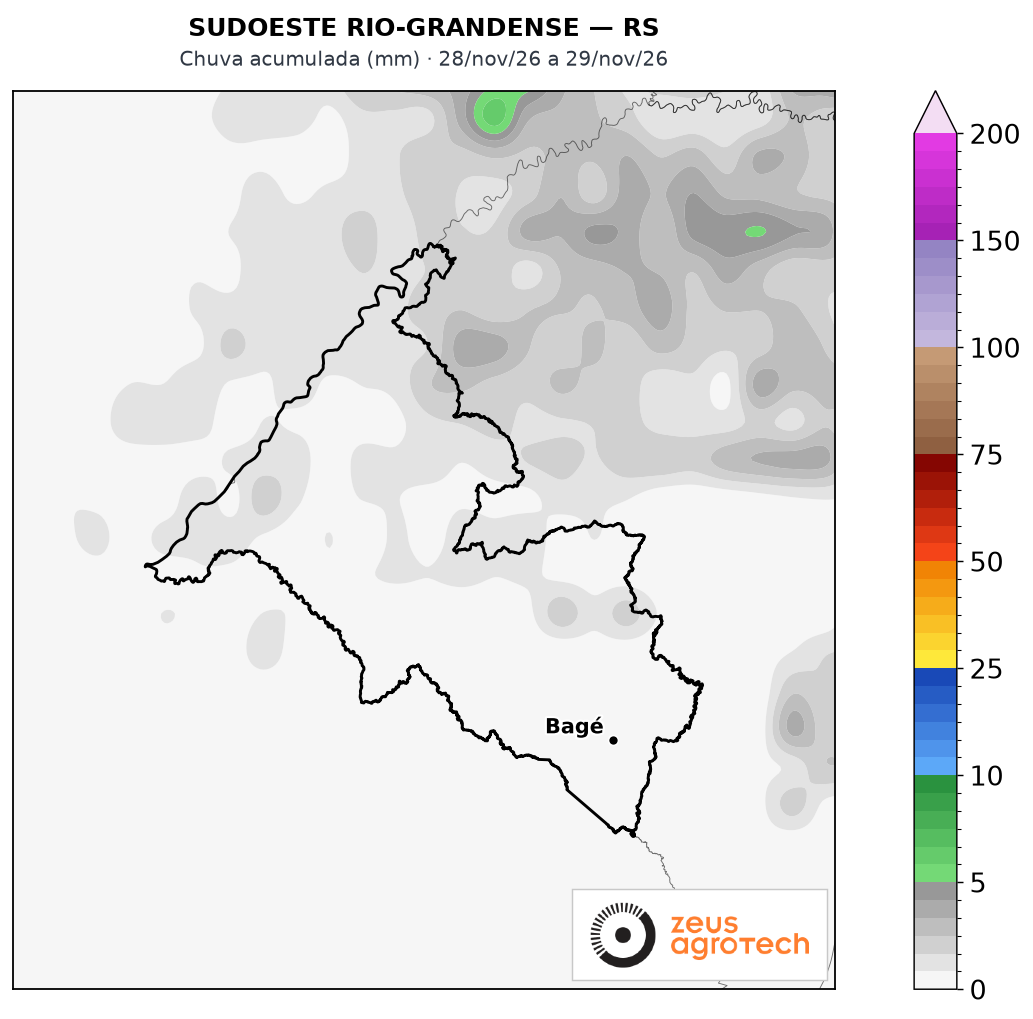 SUDOESTE RIO-GRANDENSE — RS
Chuva acumulada (mm) · 28/nov/26 a 29/nov/26
200
150
100
75
50
25
10
5
0
Bagé
zeus
agrotech